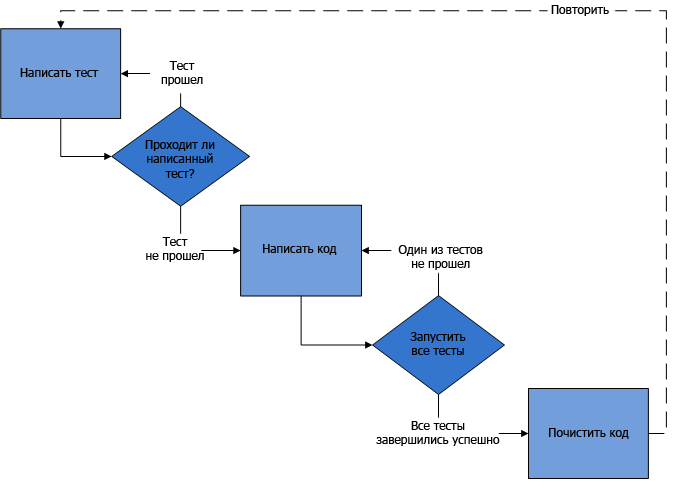 Повторить
Написать тест
Тест
прошел
Проходит ли
написанный
тест?
Тест
не прошел
Написать код
Один из тестов
не прошел
Запустить
все тесты
Все тесты
завершились успешно
Почистить код